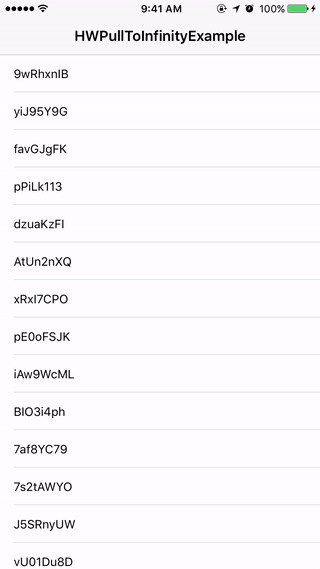 9:41 AM 100%
HWPullToInfinityExample
9wRhxnIB
yiJ95Y9G
favGJgFK
pPiLk113
dzuaKzFI
AtUn2nXQ
xRxI7CPO
pE0oFSJK
iAw9WcML
BIO3i4ph
7af8YC79
7s2tAWYO
J5SRnyUW
vU01Du8D